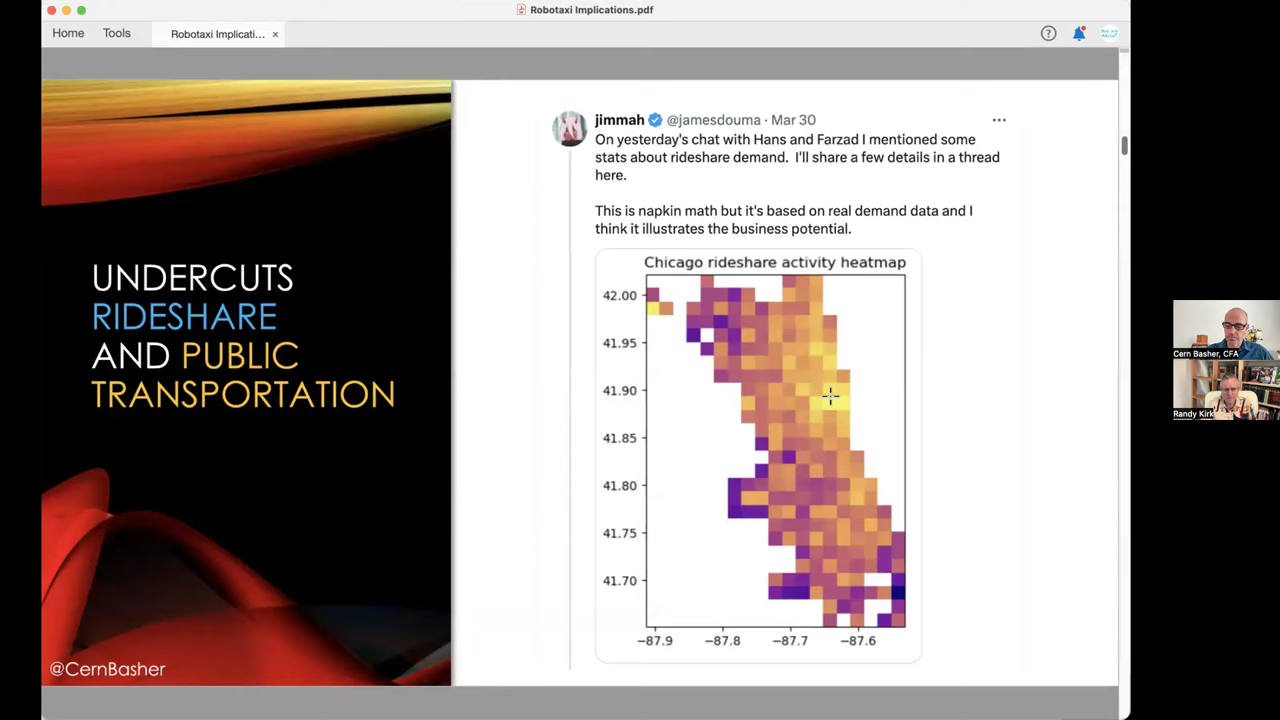 Robotaxi Implications.pdf
Home
Tools
Robotaxi Implicati...
×
?
UNDERCUTS
RIDESHARE
AND PUBLIC
TRANSPORTATION
@CernBasher
jimmah @jamesdouma · Mar 30
...
On yesterday's chat with Hans and Farzad I mentioned some
stats about rideshare demand. I'll share a few details in a thread
here.
This is napkin math but it's based on real demand data and I
think it illustrates the business potential.
Chicago rideshare activity heatmap
42.00
41.95
41.90
41.85
41.80
41.75
41.70
−87.9 −87.8 −87.7 −87.6
Cern Basher, CFA
Randy Kirk